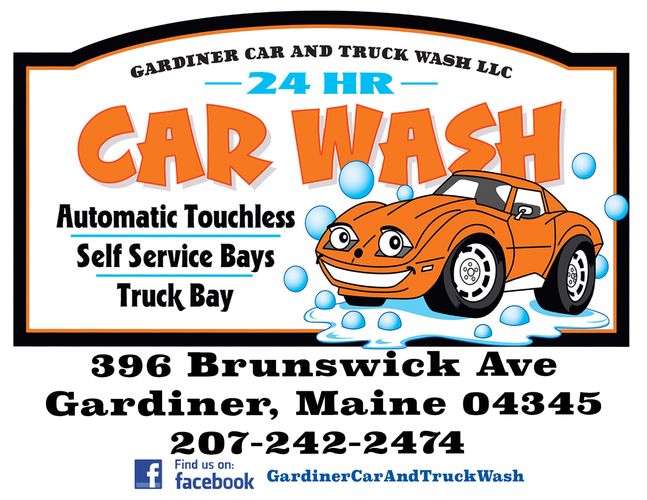 GARDINER CAR AND TRUCK WASH LLC
24 HR
CAR WASH
Automatic Touchless
Self Service Bays
Truck Bay
396 Brunswick Ave
Gardiner, Maine 04345
207-242-2474
f
Find us on:
facebook
GardinerCarAndTruckWash